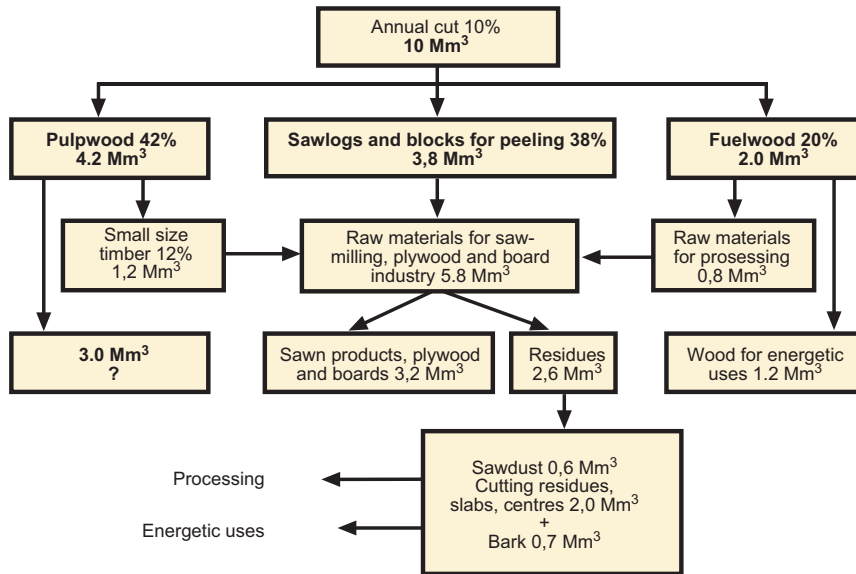 Annual cut 10%
10 Mm³
Pulpwood 42%
4.2 Mm³
Sawlogs and blocks for peeling 38%
3,8 Mm³
Fuelwood 20%
2.0 Mm³
Small size
timber 12%
1,2 Mm³
Raw materials for saw-
milling, plywood and board
industry 5.8 Mm³
Raw materials
for prosessing
0,8 Mm³
3.0 Mm³
?
Sawn products, plywood
and boards 3,2 Mm³
Residues
2,6 Mm³
Wood for energetic
uses 1.2 Mm³
Processing
Energetic uses
Sawdust 0,6 Mm³
Cutting residues,
slabs, centres 2,0 Mm³
+
Bark 0,7 Mm³